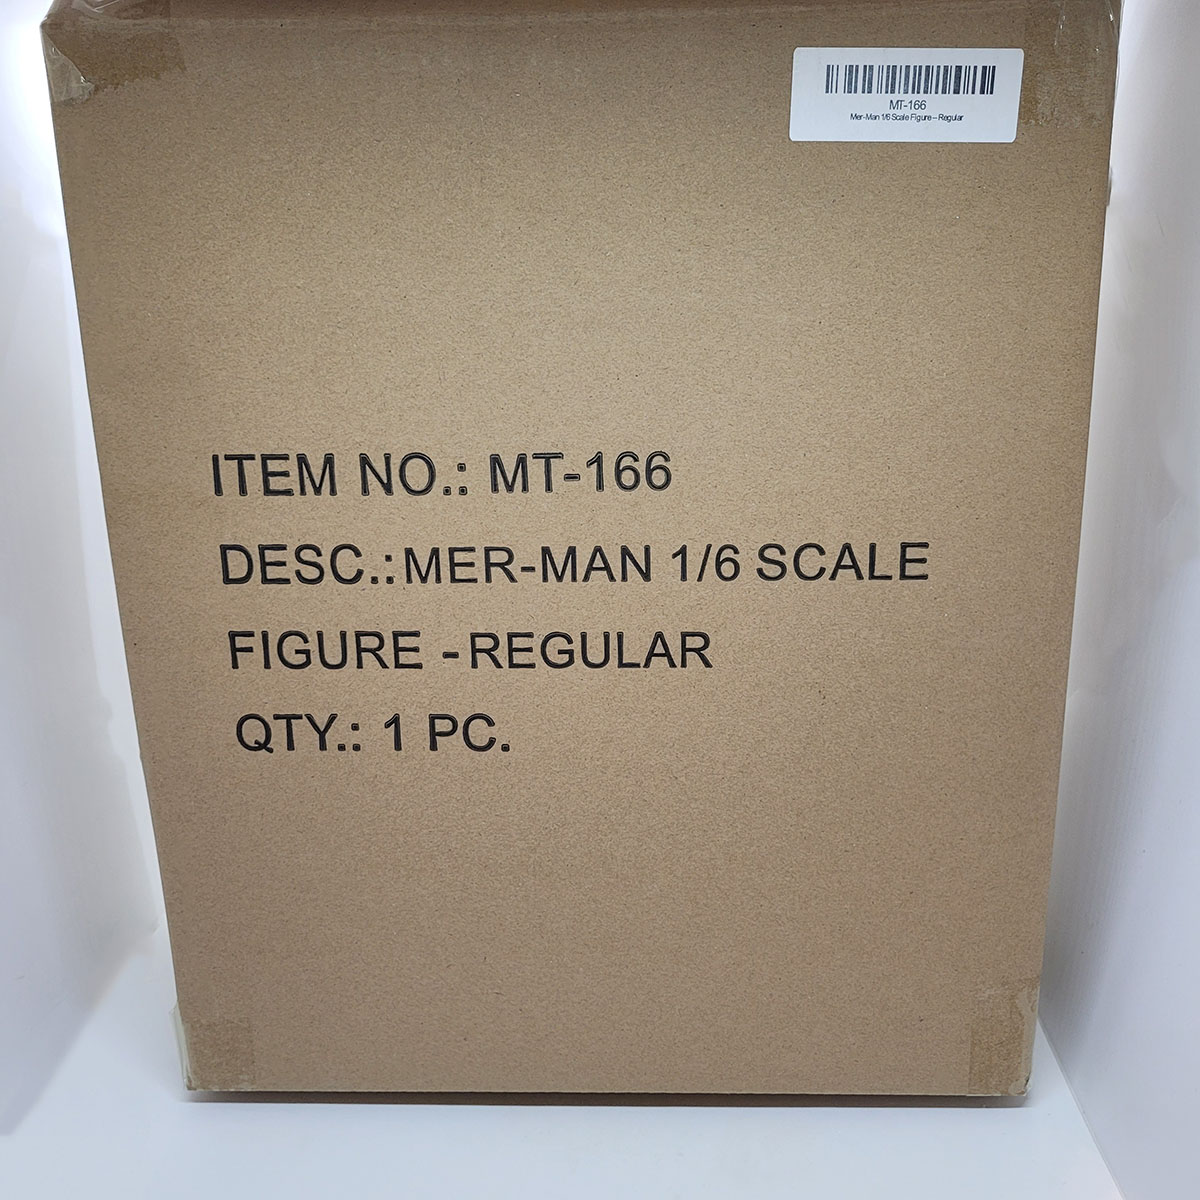 MT-166
Mer-Man 1/6 Scale Figure – Regular
ITEM NO.: MT-166
DESC.:MER-MAN 1/6 SCALE
FIGURE -REGULAR
QTY.: 1 PC.